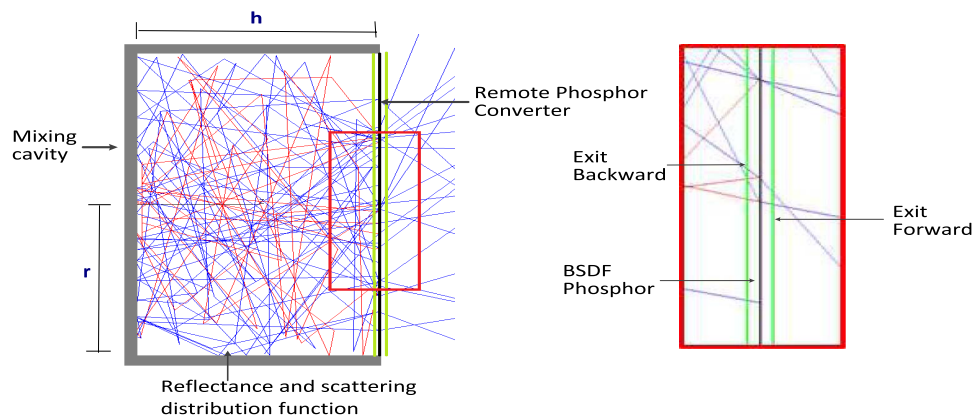 h
Remote Phosphor
Converter
Mixing
cavity
r
Reflectance and scattering
distribution function
Exit
Backward
Exit
Forward
BSDF
Phosphor